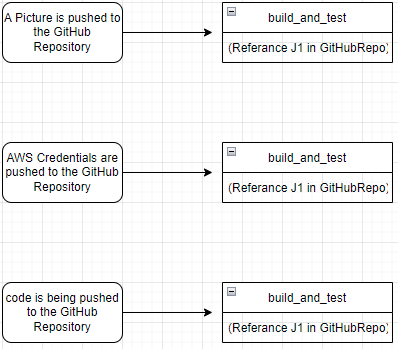 A Picture is pushed to
the GitHub
Repository
build_and_test
(Referance J1 in GitHubRepo)
AWS Credentials are
pushed to the GitHub
Repository
build_and_test
(Referance J1 in GitHubRepo)
code is being pushed
to the GitHub
Repository
build_and_test
(Referance J1 in GitHubRepo)